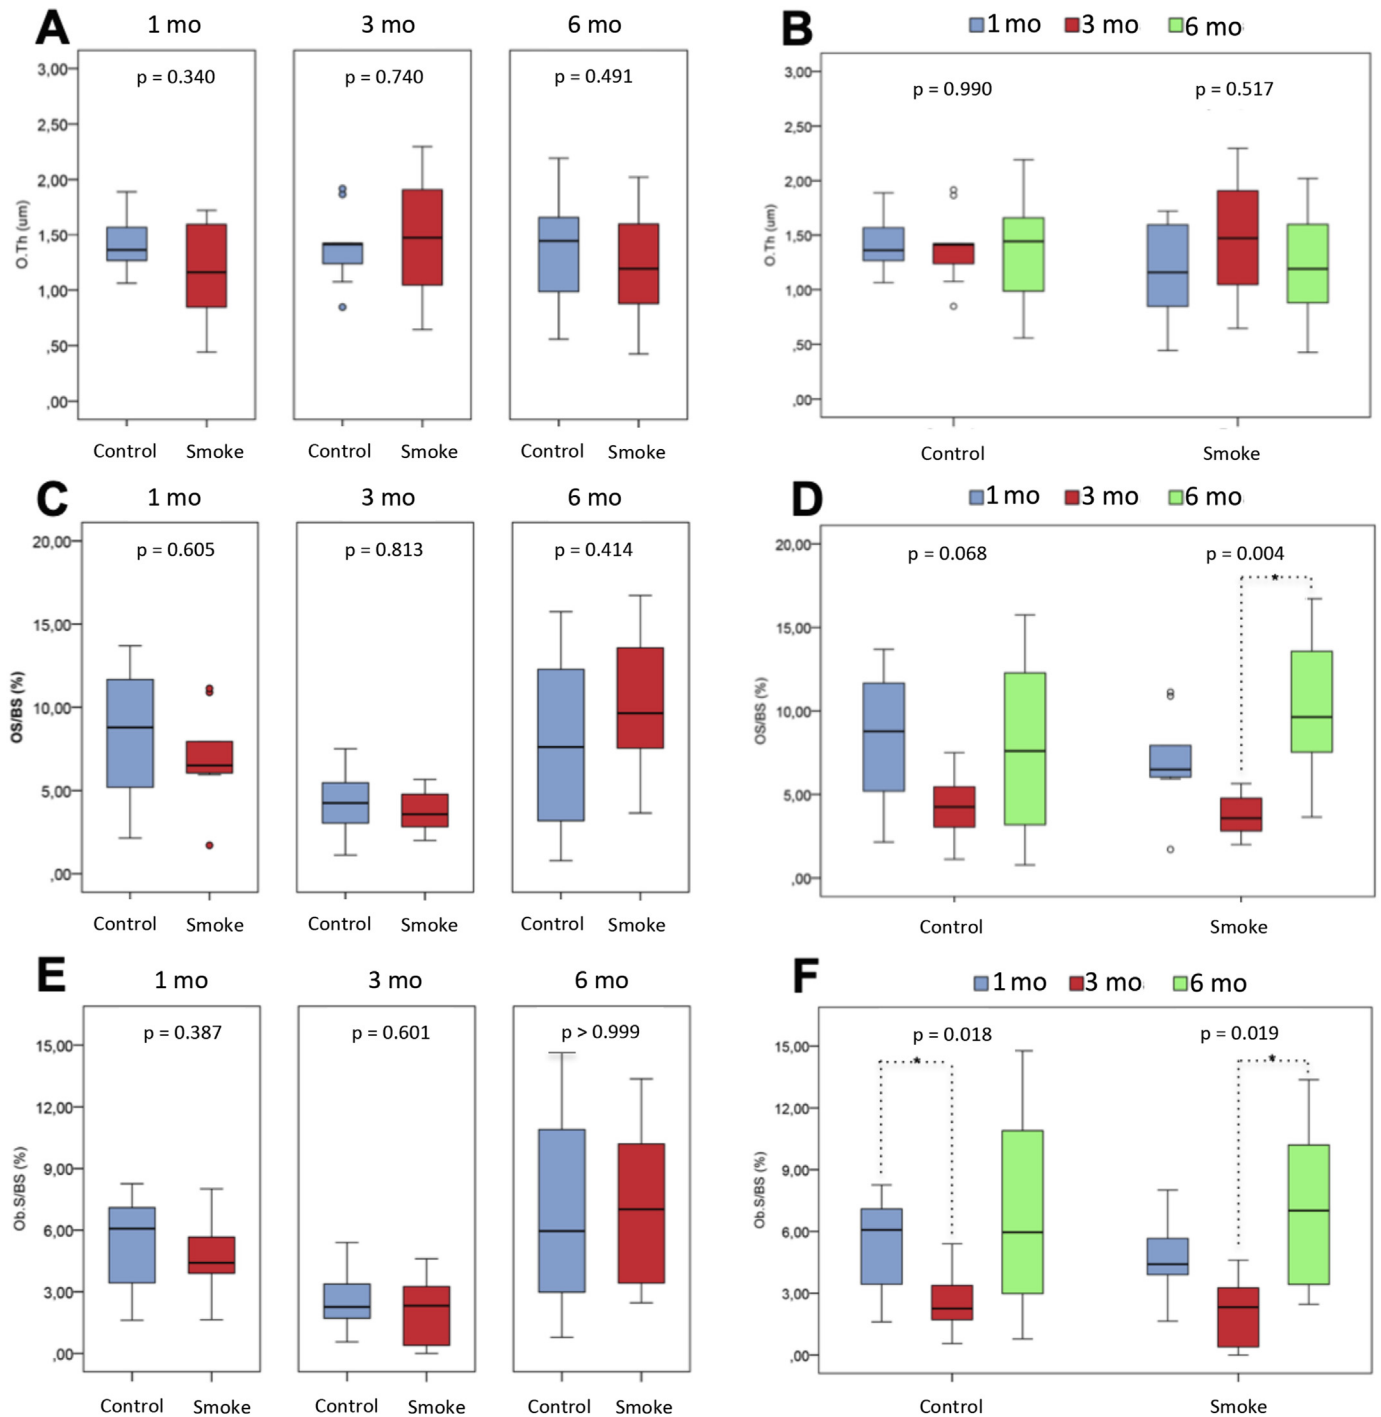 A
1 mo
3 mo
6 mo
p = 0.340
p = 0.740
p = 0.491
3,00
2,50
2,00
1,50
1,00
,50
,00
O.Th (um)
Control
Smoke
Control
Smoke
Control
Smoke
B
1 mo
3 mo
6 mo
p = 0.990
p = 0.517
3,00
2,50
2,00
1,50
1,00
,50
,00
O.Th (um)
Control
Smoke
C
1 mo
3 mo
6 mo
p = 0.605
p = 0.813
p = 0.414
20,00
15,00
10,00
5,00
,00
OS/BS (%)
Control
Smoke
Control
Smoke
Control
Smoke
D
1 mo
3 mo
6 mo
p = 0.068
p = 0.004
*
20,00
15,00
10,00
5,00
,00
OS/BS (%)
Control
Smoke
E
1 mo
3 mo
6 mo
p = 0.387
p = 0.601
p > 0.999
15,00
12,00
9,00
6,00
3,00
,00
Ob.S/BS (%)
Control
Smoke
Control
Smoke
Control
Smoke
F
1 mo
3 mo
6 mo
p = 0.018
p = 0.019
*
*
15,00
12,00
9,00
6,00
3,00
,00
Ob.S/BS (%)
Control
Smoke